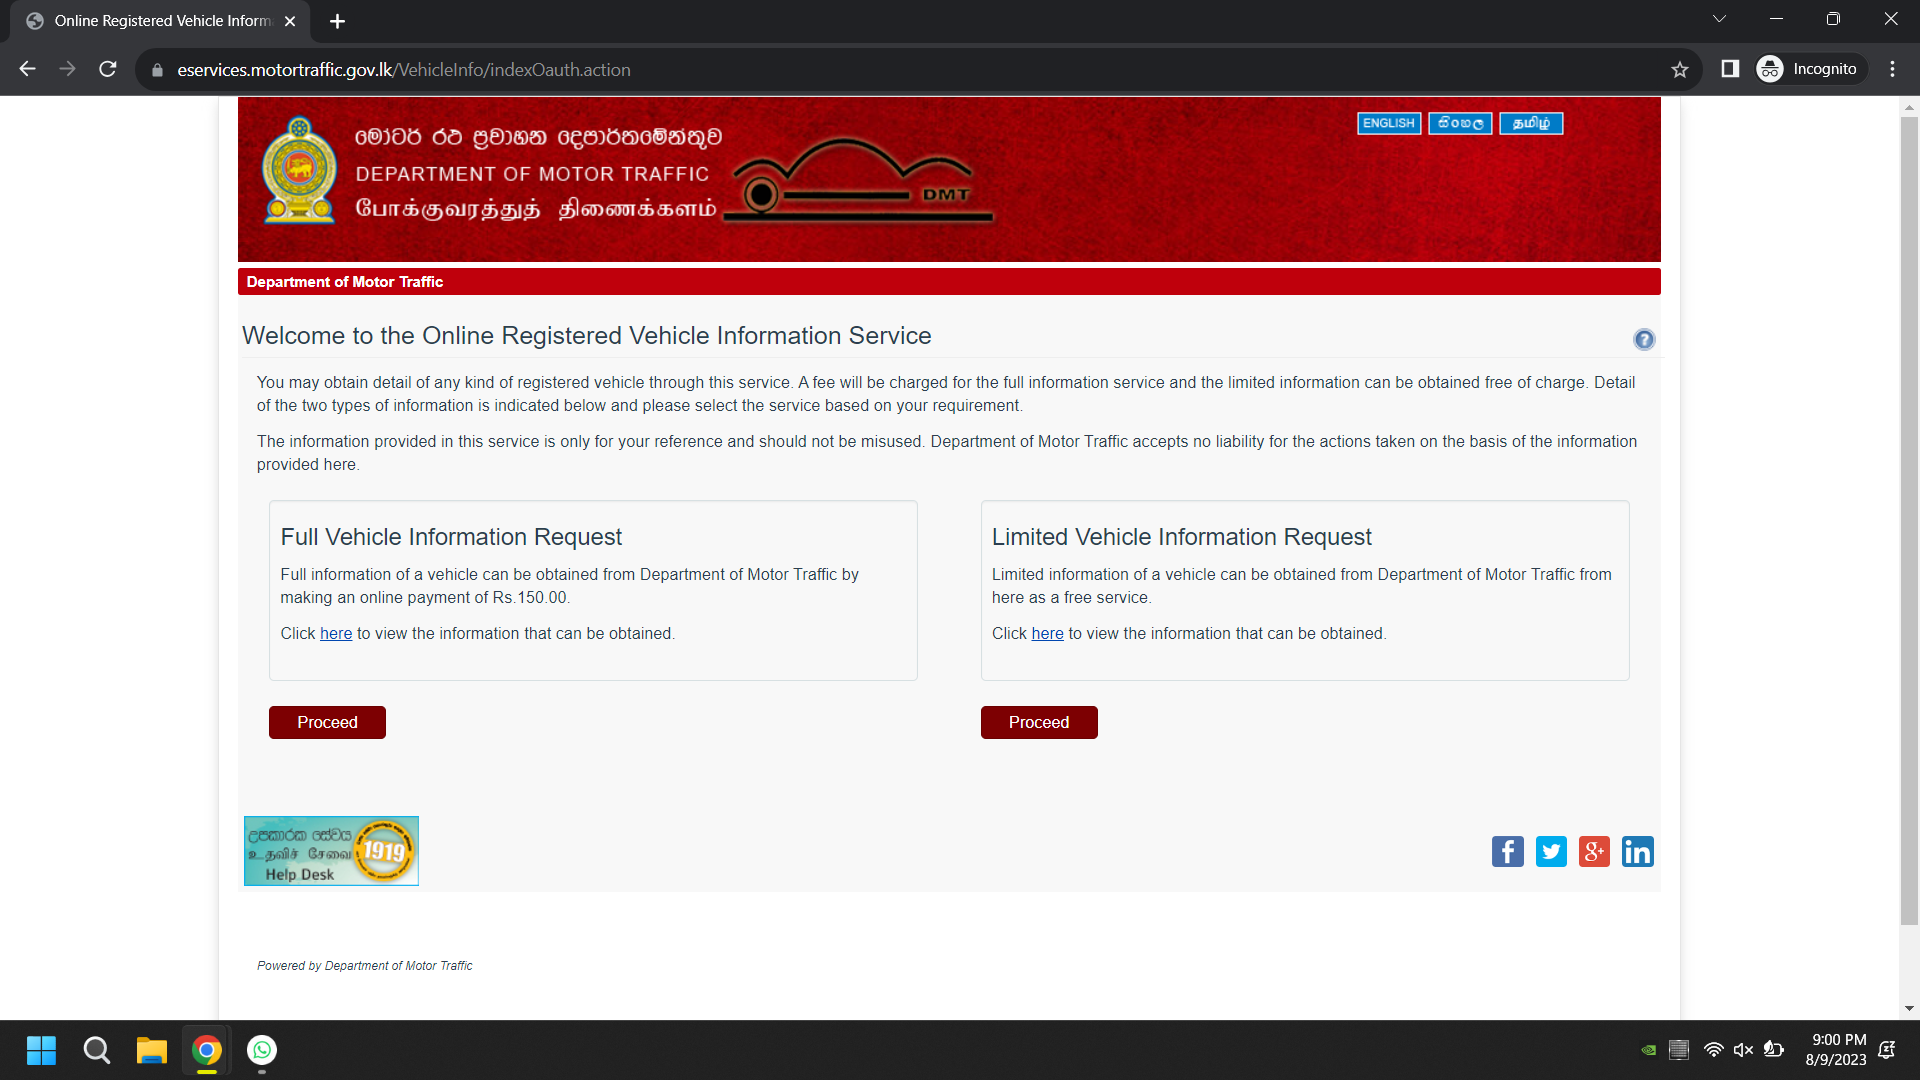 Online Registered Vehicle Inform
eservices.motortraffic.gov.lk/VehicleInfo/indexOauth.action
Incognito
ENGLISH
සිංහල
தமிழ்
මෝටර් රථ ප්‍රවාහන දෙපාර්තමේන්තුව
DEPARTMENT OF MOTOR TRAFFIC
போக்குவரத்துத் திணைக்களம்
DMT
Department of Motor Traffic
Welcome to the Online Registered Vehicle Information Service
You may obtain detail of any kind of registered vehicle through this service. A fee will be charged for the full information service and the limited information can be obtained free of charge. Detail
of the two types of information is indicated below and please select the service based on your requirement.
The information provided in this service is only for your reference and should not be misused. Department of Motor Traffic accepts no liability for the actions taken on the basis of the information
provided here.
Full Vehicle Information Request
Full information of a vehicle can be obtained from Department of Motor Traffic by
making an online payment of Rs.150.00.
Click here to view the information that can be obtained.
Proceed
Limited Vehicle Information Request
Limited information of a vehicle can be obtained from Department of Motor Traffic from
here as a free service.
Click here to view the information that can be obtained.
Proceed
උපකාරක සේවය
உதவிச் சேவை
Help Desk
1919
Powered by Department of Motor Traffic
9:00 PM
8/9/2023